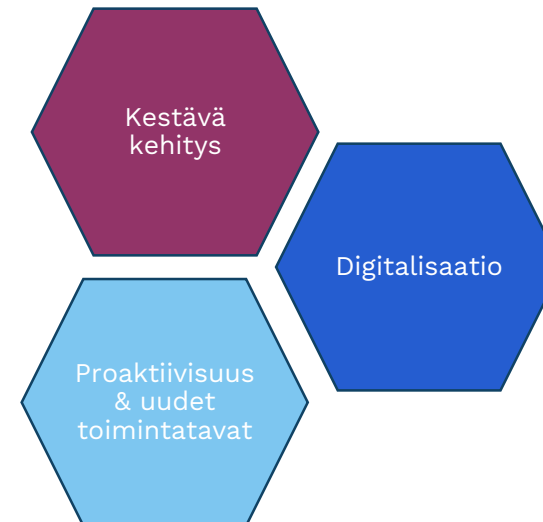 Kestävä
kehitys
Digitalisaatio
Proaktiivisuus
& uudet
toimintatavat